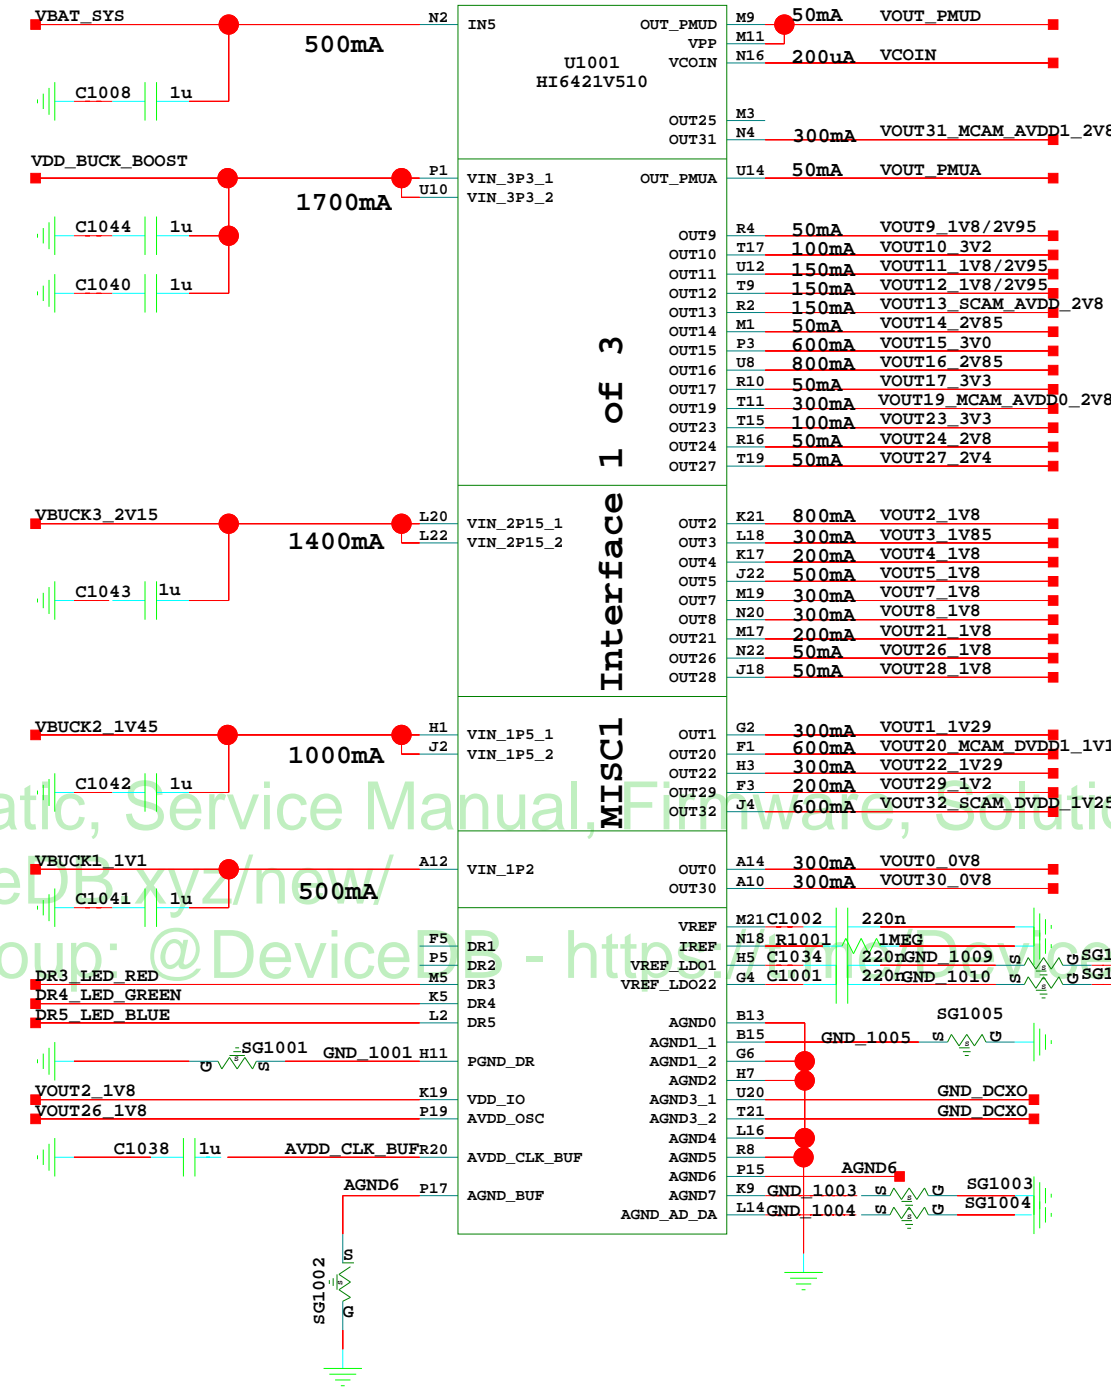 VBAT_SYS N2 IN5 OUT_PMUD M9 50mA VOUT_PMUD
500mA VPP M11
U1001 VCOIN N16 200uA VCOIN
HI6421V510
C1008 1u
OUT25 M3
OUT31 N4 300mA VOUT31_MCAM_AVDD1_2V8
VDD_BUCK_BOOST P1 VIN_3P3_1 OUT_PMUA U14 50mA VOUT_PMUA
1700mA U10 VIN_3P3_2
C1044 1u OUT9 R4 50mA VOUT9_1V8/2V95
OUT10 T17 100mA VOUT10_3V2
OUT11 U12 150mA VOUT11_1V8/2V95
C1040 1u OUT12 T9 150mA VOUT12_1V8/2V95
OUT13 R2 150mA VOUT13_SCAM_AVDD_2V8
OUT14 M1 50mA VOUT14_2V85
OUT15 P3 600mA VOUT15_3V0
OUT16 U8 800mA VOUT16_2V85
OUT17 R10 50mA VOUT17_3V3
OUT19 T11 300mA VOUT19_MCAM_AVDD0_2V8
OUT23 T15 100mA VOUT23_3V3
OUT24 R16 50mA VOUT24_2V8
OUT27 T19 50mA VOUT27_2V4
MISC1 Interface 1 of 3
VBUCK3_2V15 L20 VIN_2P15_1 OUT2 K21 800mA VOUT2_1V8
1400mA L22 VIN_2P15_2 OUT3 L18 300mA VOUT3_1V85
OUT4 K17 200mA VOUT4_1V8
OUT5 J22 500mA VOUT5_1V8
C1043 1u OUT7 M19 300mA VOUT7_1V8
OUT8 N20 300mA VOUT8_1V8
OUT21 M17 200mA VOUT21_1V8
OUT26 N22 50mA VOUT26_1V8
OUT28 J18 50mA VOUT28_1V8
VBUCK2_1V45 H1 VIN_1P5_1 OUT1 G2 300mA VOUT1_1V29
1000mA J2 VIN_1P5_2 OUT20 F1 600mA VOUT20_MCAM_DVDD1_1V1
OUT22 H3 300mA VOUT22_1V29
C1042 1u OUT29 F3 200mA VOUT29_1V2
OUT32 J4 600mA VOUT32_SCAM_DVDD_1V25
atic, Service Manual, Firmware, Soluti
VBUCK1_1V1 A12 VIN_1P2 OUT0 A14 300mA VOUT0_0V8
500mA OUT30 A10 300mA VOUT30_0V8
eDB.xyz/new/
C1041 1u
VREF M21 C1002 220n
F5 DR1 IREF N18 R1001 1MEG
oup: @DeviceDB - https://
P5 DR2 VREF_LDO1 H5 C1034 220n GND_1009 S G SG1
DR3_LED_RED M5 DR3 VREF_LDO22 G4 C1001 220n GND_1010 S G SG1
DR4_LED_GREEN K5 DR4
DR5_LED_BLUE L2 DR5 AGND0 B13 SG1005
AGND1_1 B15 GND_1005 S G
G SG1001 S GND_1001 H11 PGND_DR AGND1_2 G6
AGND2 H7
VOUT2_1V8 K19 VDD_IO AGND3_1 U20 GND_DCXO
VOUT26_1V8 P19 AVDD_OSC AGND3_2 T21 GND_DCXO
AGND4 L16
C1038 1u AVDD_CLK_BUF R20 AVDD_CLK_BUF AGND5 R8
AGND6 P15 AGND6
AGND6 P17 AGND_BUF AGND7 K9 GND_1003 S G SG1003
AGND_AD_DA L14 GND_1004 S G SG1004
SG1002 S
G